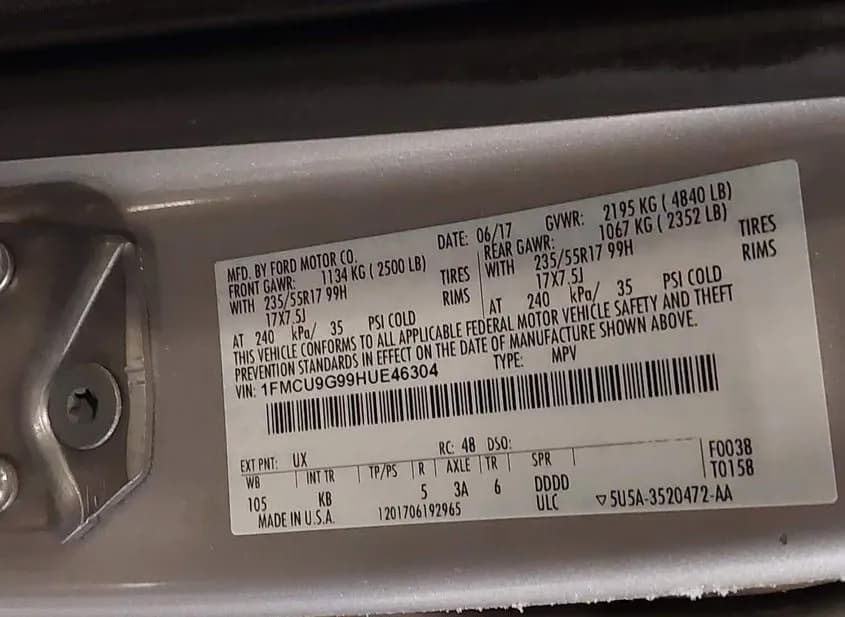 MFD. BY FORD MOTOR CO. DATE: 06/17 GVWR: 2195 KG ( 4840 LB)
FRONT GAWR: 1134 KG ( 2500 LB) REAR GAWR: 1067 KG ( 2352 LB)
WITH 235/55R17 99H TIRES WITH 235/55R17 99H TIRES
17X7.5J RIMS 17X7.5J RIMS
AT 240 kPa/ 35 PSI COLD AT 240 kPa/ 35 PSI COLD
THIS VEHICLE CONFORMS TO ALL APPLICABLE FEDERAL MOTOR VEHICLE SAFETY AND THEFT
PREVENTION STANDARDS IN EFFECT ON THE DATE OF MANUFACTURE SHOWN ABOVE.
VIN: 1FMCU9G99HUE46304 TYPE: MPV
EXT PNT: UX RC: 48 DSO:
WB INT TR TP/PS R AXLE TR SPR F0038
105 KB 5 3A 6 DDDD T0158
MADE IN U.S.A. 1201706192965 ULC ▽5U5A-3520472-AA